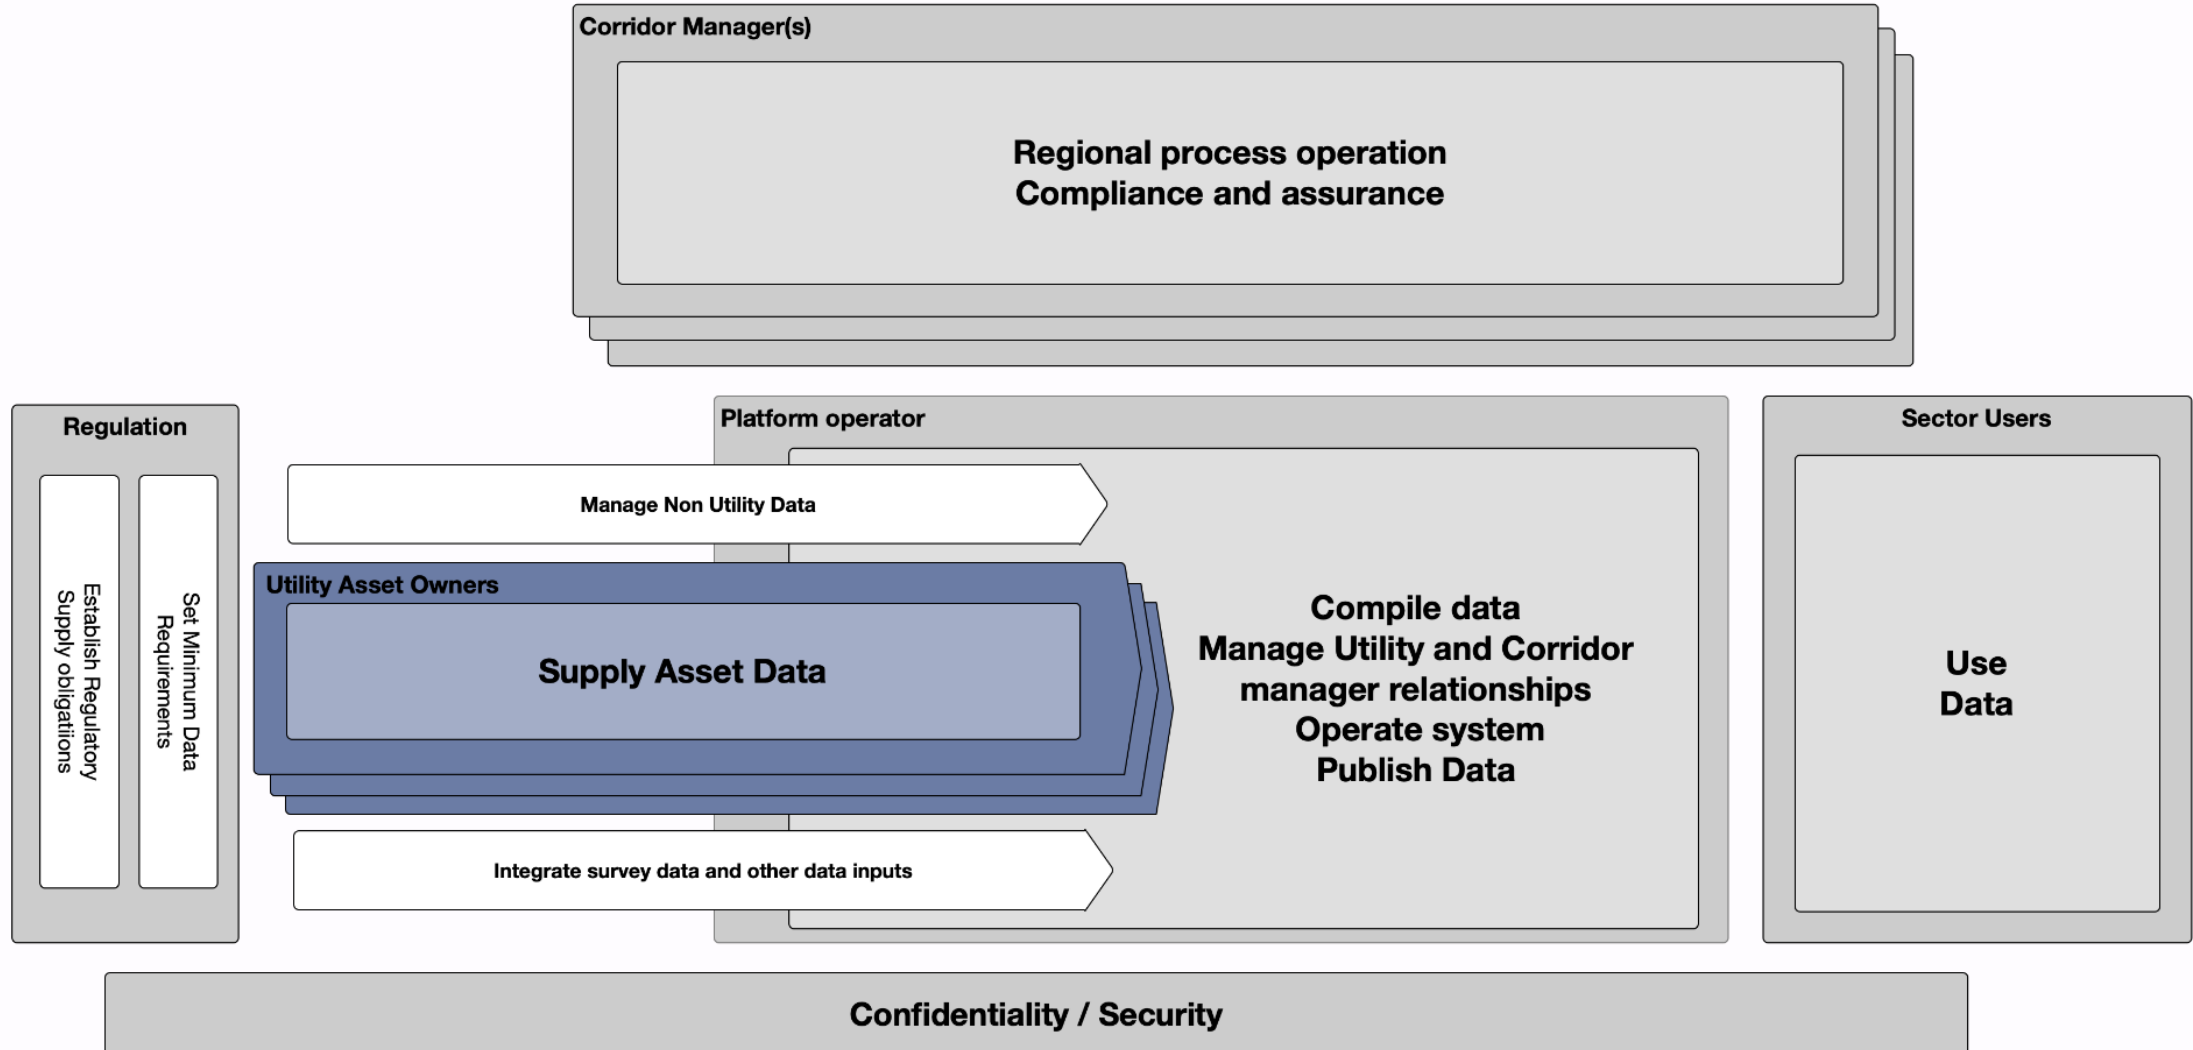 Corridor Manager(s)
Regional process operation
Compliance and assurance
Regulation
Establish Regulatory
Supply obligatiions
Set Minimum Data
Requirements
Platform operator
Manage Non Utility Data
Utility Asset Owners
Supply Asset Data
Integrate survey data and other data inputs
Compile data
Manage Utility and Corridor
manager relationships
Operate system
Publish Data
Sector Users
Use
Data
Confidentiality / Security